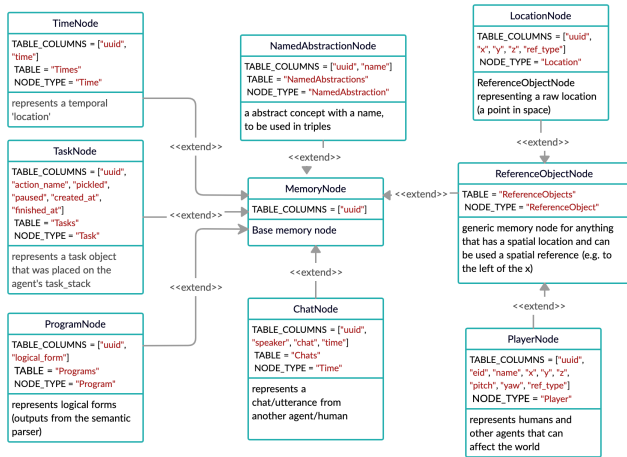 TimeNode
TABLE_COLUMNS = ["uuid",
"time"]
TABLE = "Times"
NODE_TYPE = "Time"
represents a temporal
'location'
NamedAbstractionNode
TABLE_COLUMNS = ["uuid", "name"]
TABLE = "NamedAbstractions"
NODE_TYPE = "NamedAbstraction"
a abstract concept with a name,
to be used in triples
LocationNode
TABLE_COLUMNS = ["uuid",
"x", "y", "z", "ref_type"]
NODE_TYPE = "Location"
ReferenceObjectNode
representing a raw location
(a point in space)
<<extend>>
<<extend>>
<<extend>>
TaskNode
TABLE_COLUMNS = ["uuid",
"action_name", "pickled",
"paused", "created_at",
"fnished_at"]
TABLE = "Tasks"
NODE_TYPE = "Task"
represents a task object
that was placed on the
agent's task_stack
<<extend>>
MemoryNode
TABLE_COLUMNS = ["uuid"]
Base memory node
<<extend>>
ReferenceObjectNode
TABLE = "ReferenceObjects"
NODE_TYPE = "ReferenceObject"
generic memory node for anything
that has a spatial location and can
be used a spatial reference (e.g. to
the left of the x)
<<extend>>
<<extend>>
<<extend>>
ProgramNode
TABLE_COLUMNS = ["uuid",
"logical_form"]
TABLE = "Programs"
NODE_TYPE = "Program"
represents logical forms
(outputs from the semantic
parser)
ChatNode
TABLE_COLUMNS = ["uuid",
"speaker", "chat", "time"]
TABLE = "Chats"
NODE_TYPE = "Time"
represents a
chat/utterance from
another agent/human
PlayerNode
TABLE_COLUMNS = ["uuid",
"eid", "name", "x", "y", "z",
"pitch", "yaw", "ref_type"]
NODE_TYPE = "Player"
represents humans and
other agents that can
affect the world